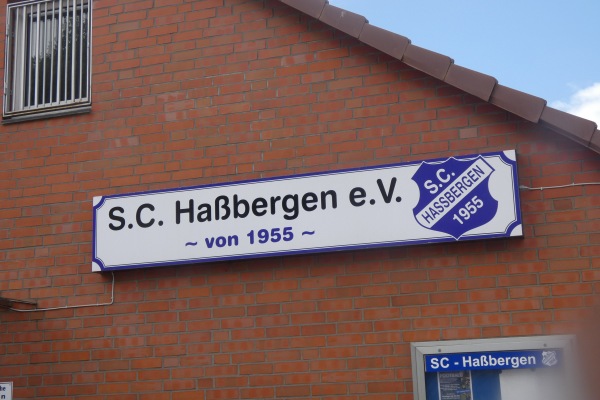 S.C. Haßbergen e.V.
~ von 1955 ~
S.C.
HASSBERGEN
1955
SC - Haßbergen